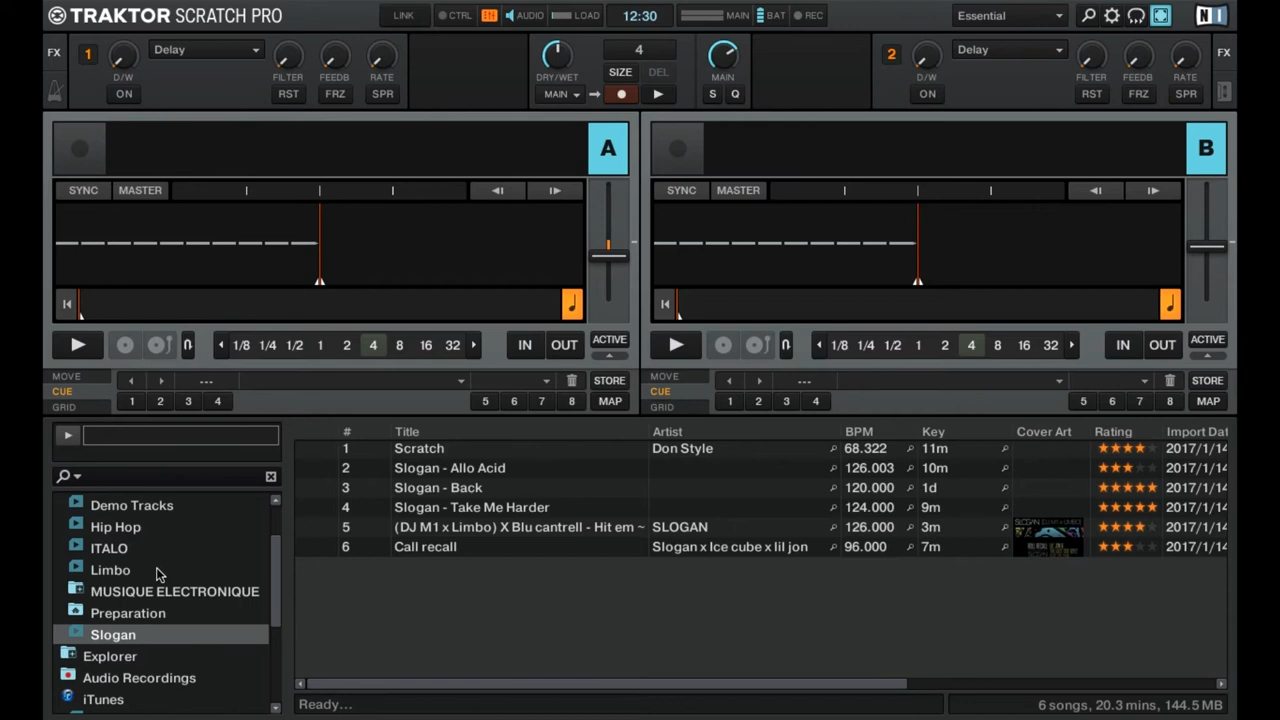 TRAKTOR SCRATCH PRO LINK CTRL AUDIO LOAD 12:30 MAIN BAT REC Essential NI
FX 1 Delay 4 2 Delay FX
D/W FILTER FEEDB RATE DRY/WET SIZE DEL MAIN D/W FILTER FEEDB RATE
ON RST FRZ SPR MAIN S Q ON RST FRZ SPR
A B
SYNC MASTER SYNC MASTER
1/8 1/4 1/2 1 2 4 8 16 32 IN OUT ACTIVE 1/8 1/4 1/2 1 2 4 8 16 32 IN OUT ACTIVE
MOVE MOVE
CUE --- STORE CUE --- STORE
GRID 1 2 3 4 5 6 7 8 MAP GRID 1 2 3 4 5 6 7 8 MAP
# Title Artist BPM Key Cover Art Rating Import Dat
1 Scratch Don Style 68.322 11m 2017/1/14
2 Slogan - Allo Acid 126.003 10m 2017/1/14
3 Slogan - Back 120.000 1d 2017/1/14
4 Slogan - Take Me Harder 124.000 9m 2017/1/14
5 (DJ M1 x Limbo) X Blu cantrell - Hit em ~ SLOGAN 126.000 3m 2017/1/14
6 Call recall Slogan x Ice cube x lil jon 96.000 7m 2017/1/14
Demo Tracks
Hip Hop
ITALO
Limbo
MUSIQUE ELECTRONIQUE
Preparation
Slogan
Explorer
Audio Recordings
iTunes
Ready... 6 songs, 20.3 mins, 144.5 MB